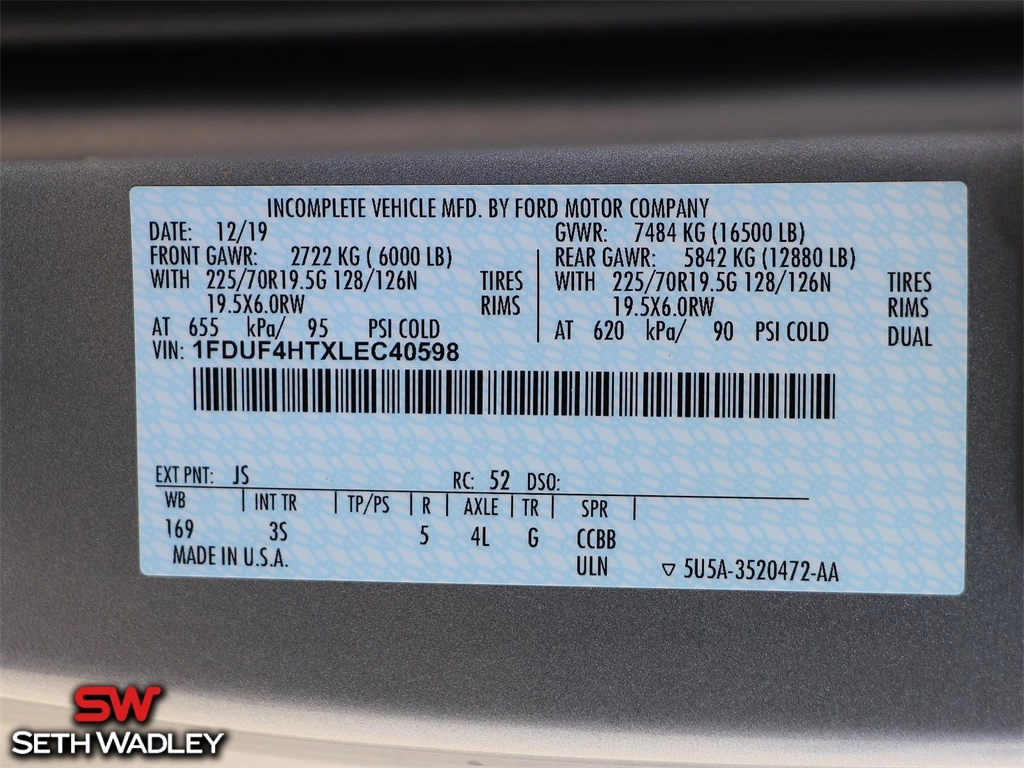 INCOMPLETE VEHICLE MFD. BY FORD MOTOR COMPANY
DATE: 12/19 GVWR: 7484 KG (16500 LB)
FRONT GAWR: 2722 KG ( 6000 LB) REAR GAWR: 5842 KG (12880 LB)
WITH 225/70R19.5G 128/126N TIRES WITH 225/70R19.5G 128/126N TIRES
19.5X6.0RW RIMS 19.5X6.0RW RIMS
AT 655 kPa/ 95 PSI COLD AT 620 kPa/ 90 PSI COLD DUAL
VIN: 1FDUF4HTXLEC40598
EXT PNT: JS RC: 52 DSO:
WB INT TR TP/PS R AXLE TR SPR
169 3S 5 4L G CCBB
MADE IN U.S.A. ULN ▽ 5U5A-3520472-AA
SW
SETH WADLEY